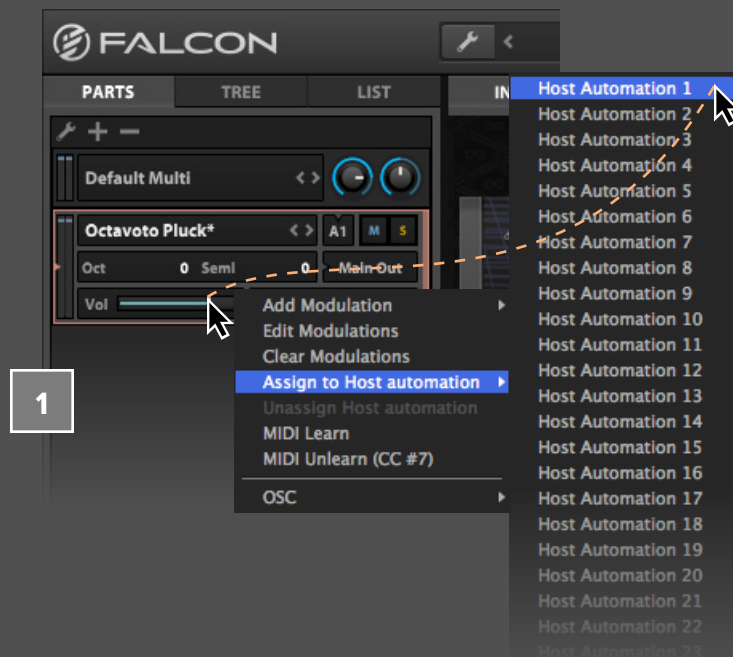 FALCON
PARTS TREE LIST IN
Default Multi
Octavoto Pluck* A1 M S
Oct 0 Semi 0 Main Out
Vol
1
Add Modulation
Edit Modulations
Clear Modulations
Assign to Host automation
Unassign Host automation
MIDI Learn
MIDI Unlearn (CC #7)
OSC
Host Automation 1
Host Automation 2
Host Automation 3
Host Automation 4
Host Automation 5
Host Automation 6
Host Automation 7
Host Automation 8
Host Automation 9
Host Automation 10
Host Automation 11
Host Automation 12
Host Automation 13
Host Automation 14
Host Automation 15
Host Automation 16
Host Automation 17
Host Automation 18
Host Automation 19
Host Automation 20
Host Automation 21
Host Automation 22
Host Automation 23